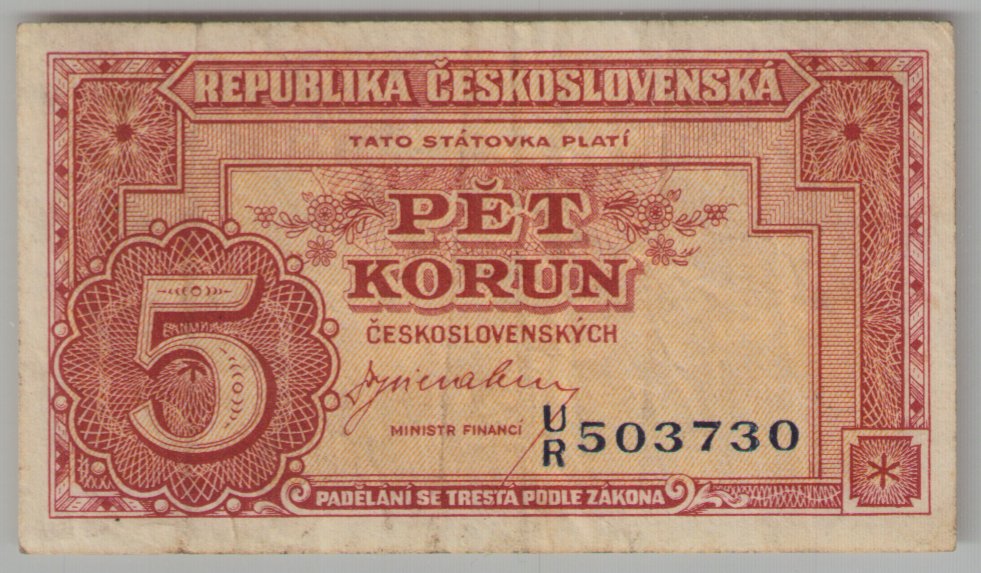 REPUBLIKA ČESKOSLOVENSKÁ
TATO STÁTOVKA PLATÍ
PĚT
KORUN
ČESKOSLOVENSKÝCH
5
MINISTR FINANCÍ
U/R 503730
PADĚLÁNÍ SE TRESTÁ PODLE ZÁKONA